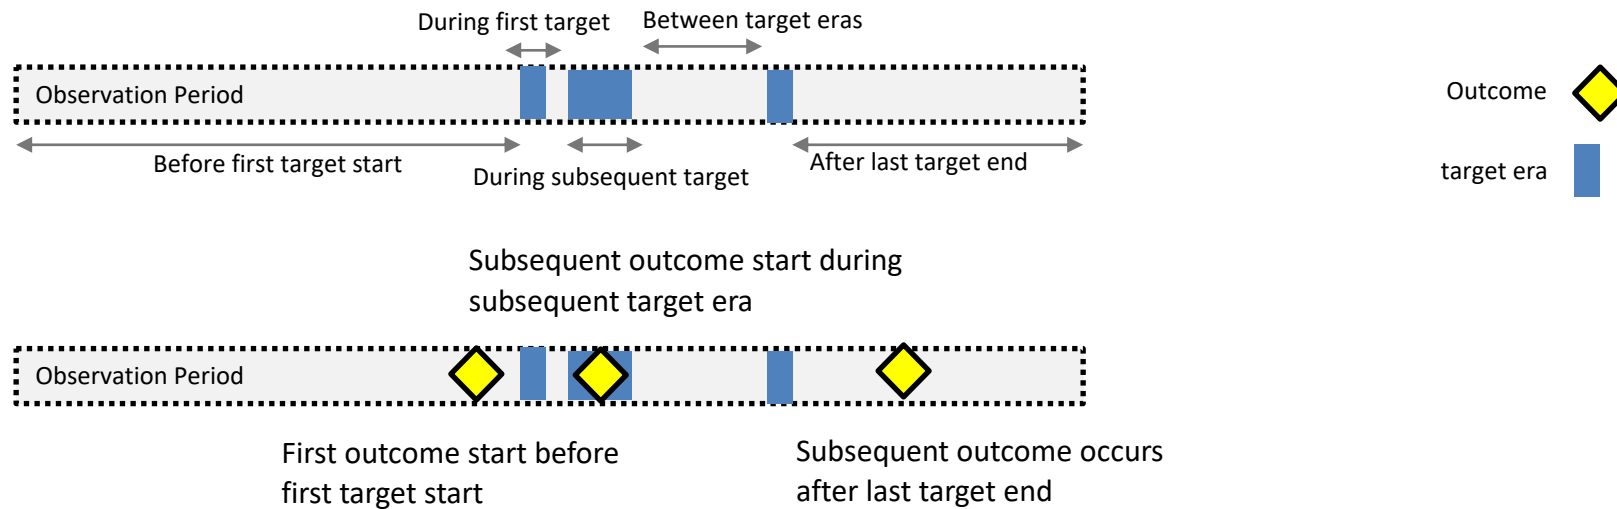 During first target
Between target eras
Observation Period
Outcome
Before first target start
During subsequent target
After last target end
target era
Subsequent outcome start during
subsequent target era
Observation Period
First outcome start before
first target start
Subsequent outcome occurs
after last target end